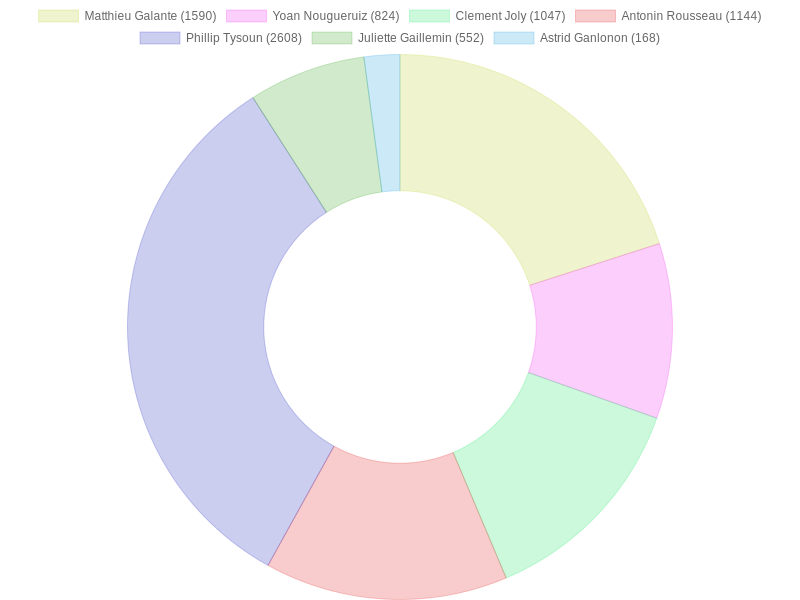 Matthieu Galante (1590) Yoan Nougueruiz (824) Clement Joly (1047) Antonin Rousseau (1144)
Phillip Tysoun (2608) Juliette Gaillemin (552) Astrid Ganlonon (168)